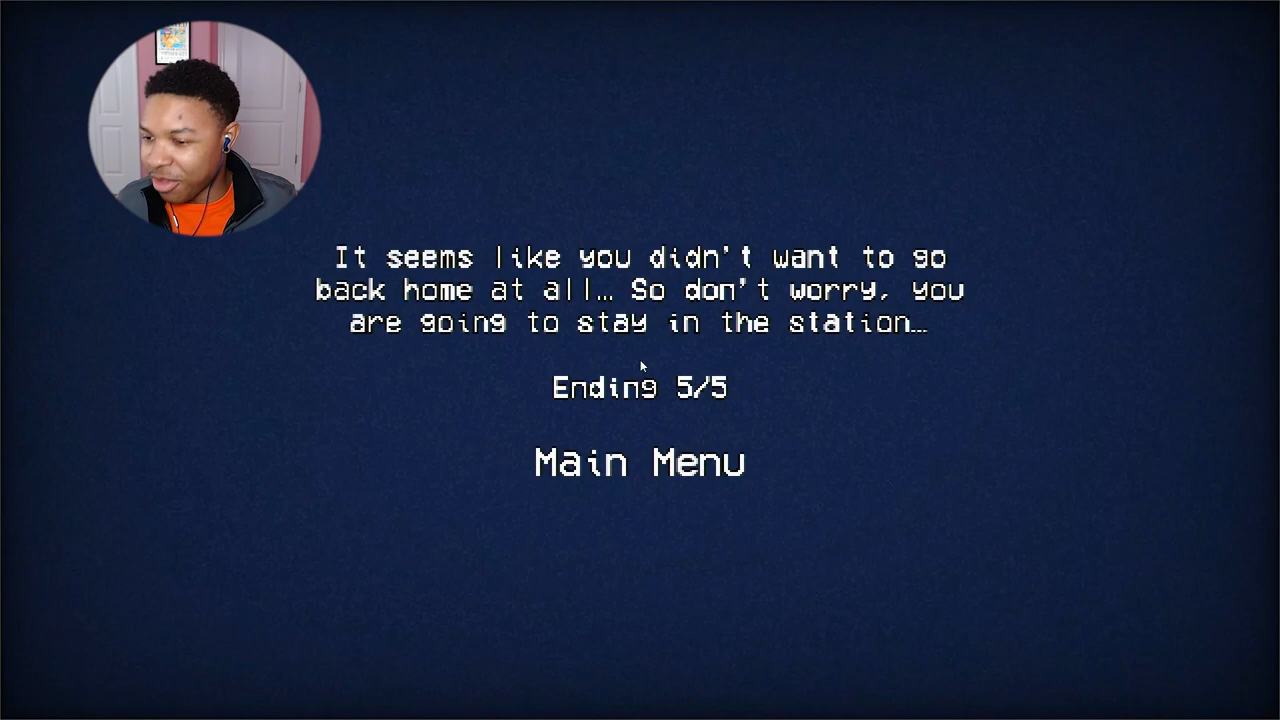 It seems like you didn't want to go
back home at all... So don't worry, you
are going to stay in the station...
Ending 5/5
Main Menu